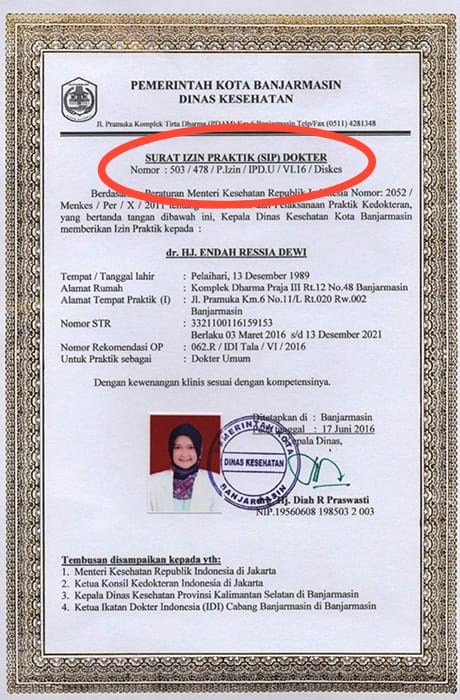 PEMERINTAH KOTA BANJARMASIN
DINAS KESEHATAN
Jl. Pramuka Komplek Tirta Dharma (PDAM) Km 6 Banjarmasin Telp/Fax (0511) 4281348
SURAT IZIN PRAKTIK (SIP) DOKTER
Nomor : 503 / 478 / P.Izin / IPD.U / VI.16 / Diskes
Berdasarkan Peraturan Menteri Kesehatan Republik Indonesia Nomor: 2052 /
Menkes / Per / X / 2011 tentang Pelaksanaan Praktik Kedokteran,
yang bertanda tangan dibawah ini, Kepala Dinas Kesehatan Kota Banjarmasin
memberikan Izin Praktik kepada :
dr. HJ. ENDAH RESSIA DEWI
Tempat / Tanggal lahir : Pelaihari, 13 Desember 1989
Alamat Rumah : Komplek Dharma Praja III Rt.12 No.48 Banjarmasin
Alamat Tempat Praktik (I) : Jl. Pramuka Km.6 No.11/L Rt.020 Rw.002
Banjarmasin
Nomor STR : 3321100116159153
Berlaku 03 Maret 2016 s/d 13 Desember 2021
Nomor Rekomendasi OP : 062.R / IDI Tala / VI / 2016
Untuk Praktik sebagai : Dokter Umum
Dengan kewenangan klinis sesuai dengan kompetensinya.
Ditetapkan di : Banjarmasin
Pada tanggal : 17 Juni 2016
Kepala Dinas,
PEMERINTAH KOTA
DINAS KESEHATAN
BANJARMASIN
Hj. Diah R Praswasti
NIP.19560608 198503 2 003
Tembusan disampaikan kepada yth:
1. Menteri Kesehatan Republik Indonesia di Jakarta
2. Ketua Konsil Kedokteran Indonesia di Jakarta
3. Kepala Dinas Kesehatan Provinsi Kalimantan Selatan di Banjarmasin
4. Ketua Ikatan Dokter Indonesia (IDI) Cabang Banjarmasin di Banjarmasin